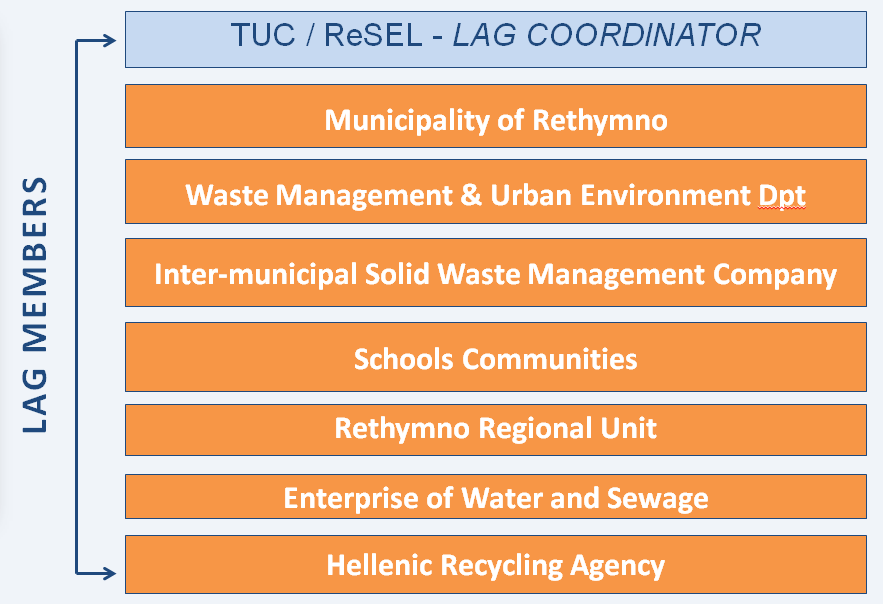 LAG MEMBERS
TUC / ReSEL - LAG COORDINATOR
Municipality of Rethymno
Waste Management & Urban Environment Dpt
Inter-municipal Solid Waste Management Company
Schools Communities
Rethymno Regional Unit
Enterprise of Water and Sewage
Hellenic Recycling Agency